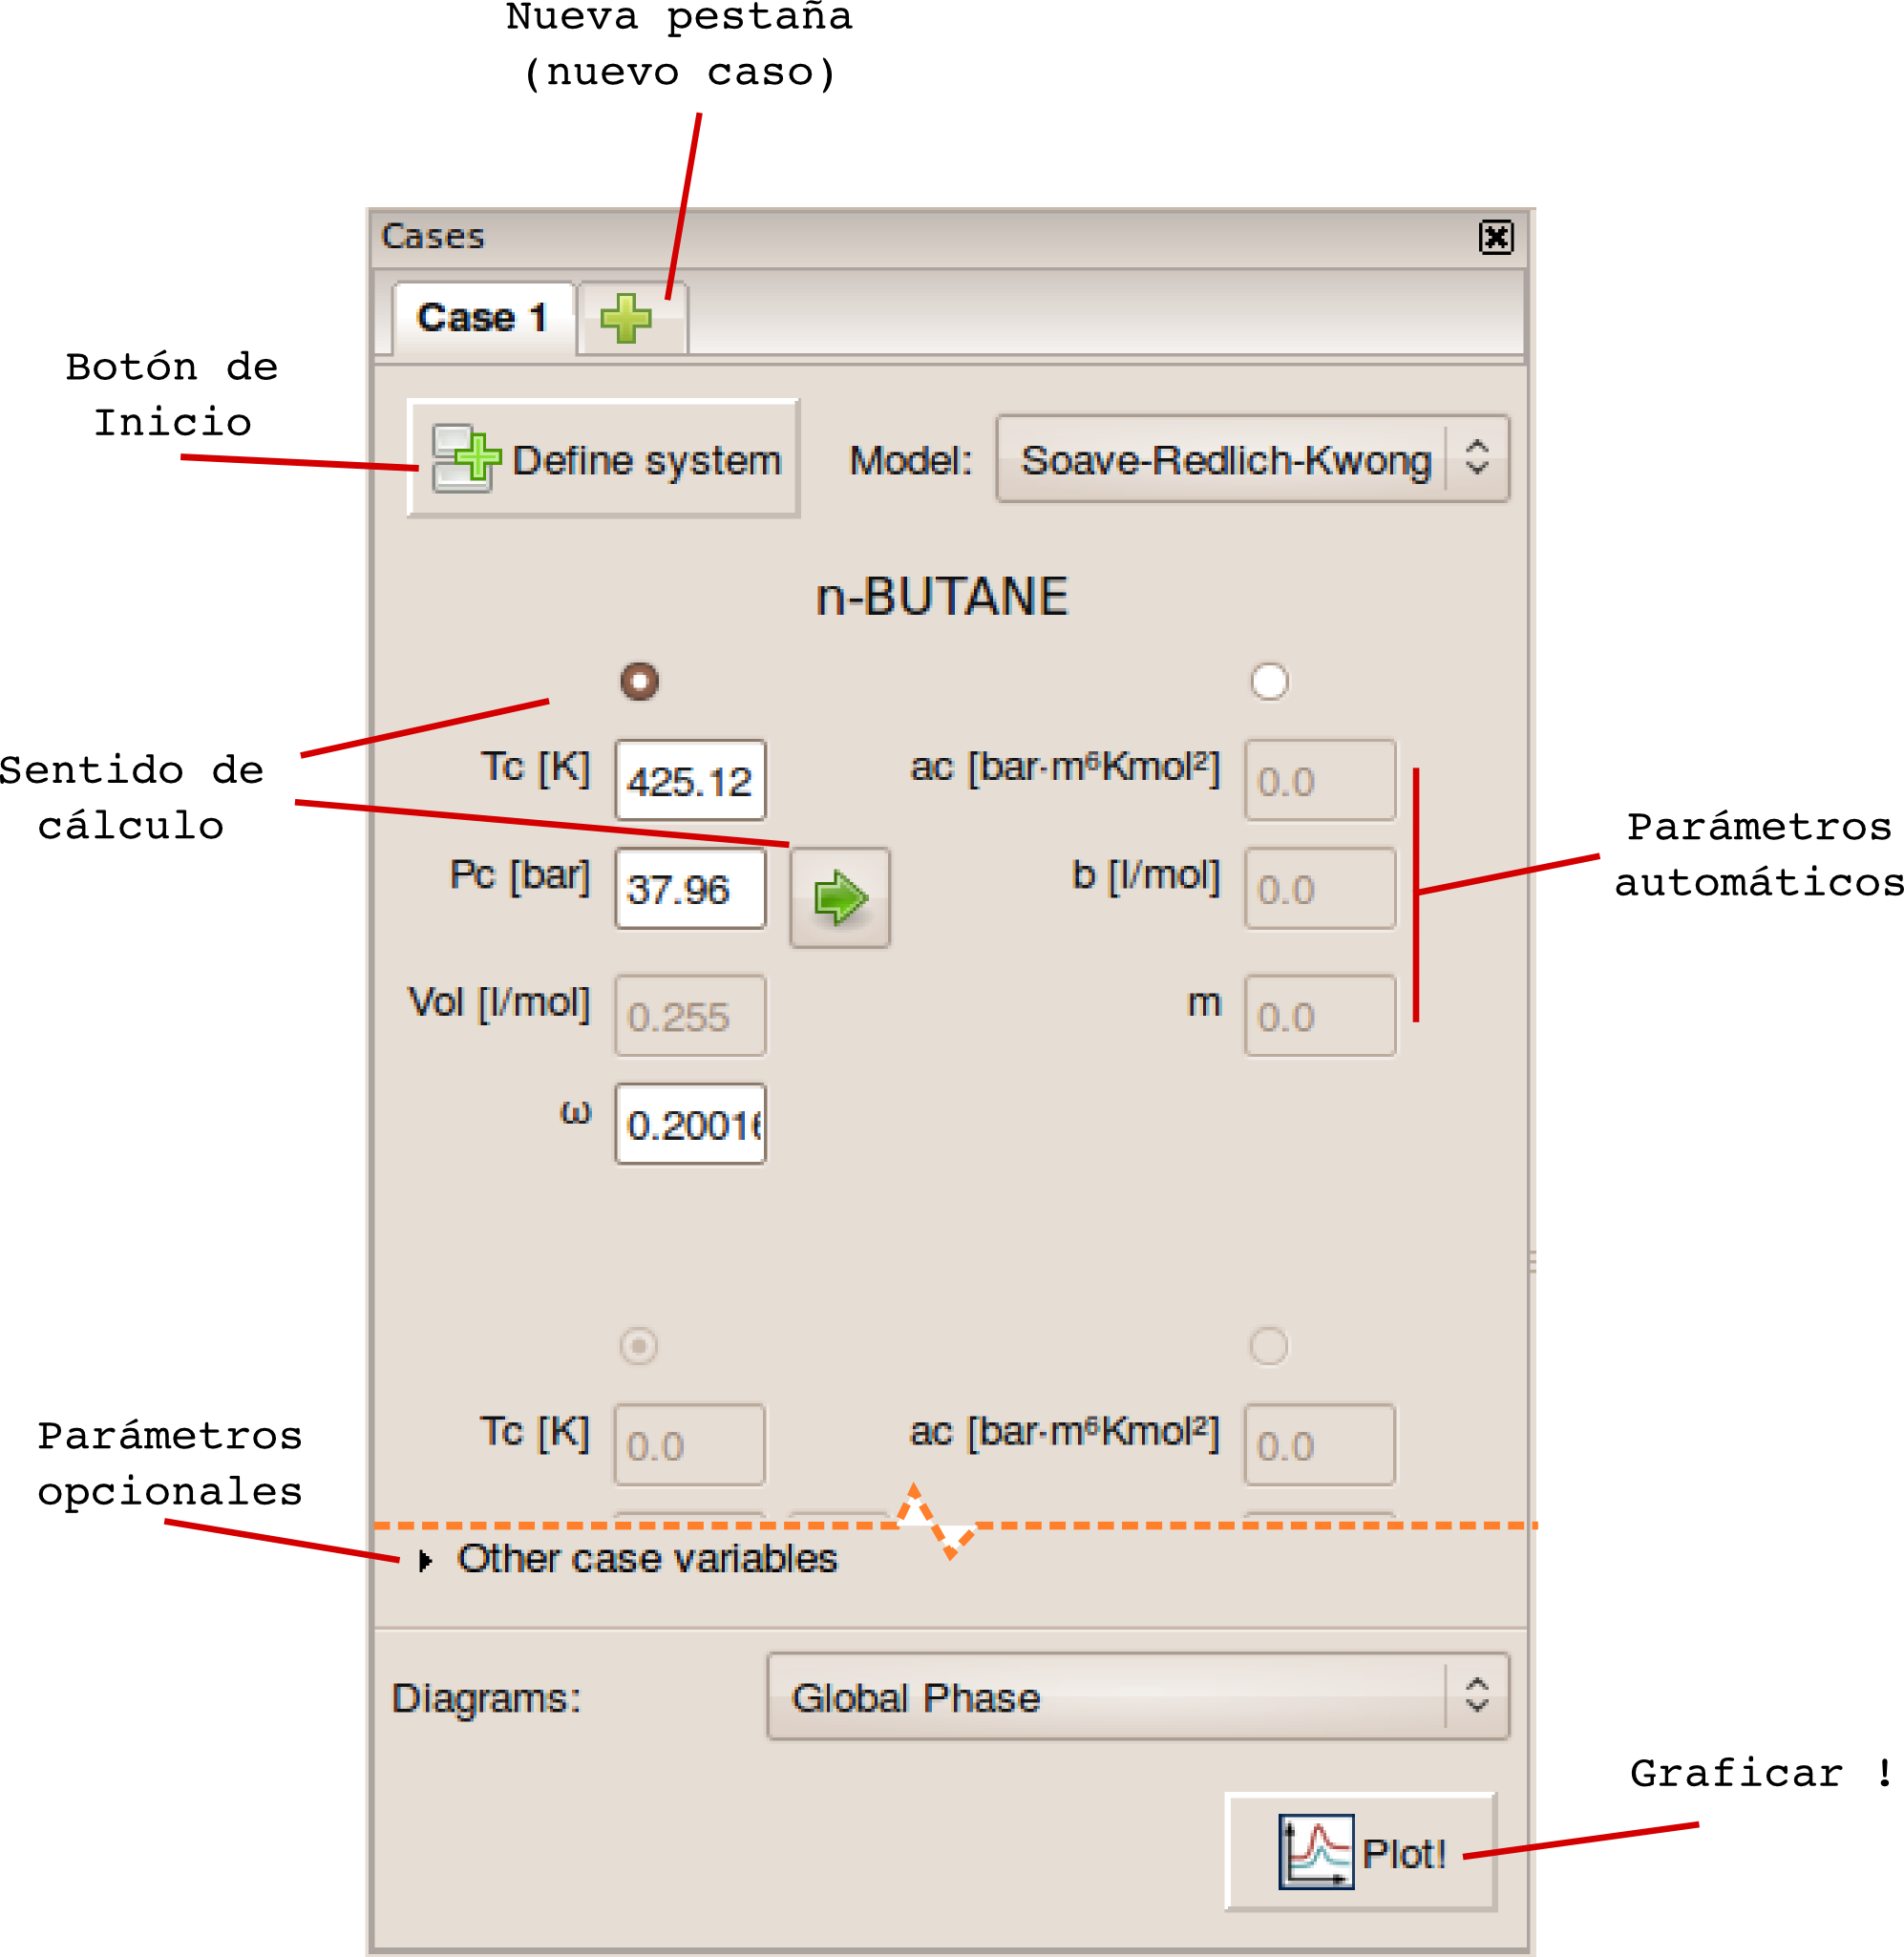 Nueva pestaña
(nuevo caso)
Cases
Case 1
Botón de
Inicio
Define system
Model:
Soave-Redlich-Kwong
n-BUTANE
Sentido de
cálculo
Tc [K]
425.12
ac [bar·m⁶Kmol²]
0.0
Parámetros
automáticos
Pc [bar]
37.96
b [l/mol]
0.0
Vol [l/mol]
0.255
m
0.0
ω
0.20016
Tc [K]
0.0
ac [bar·m⁶Kmol²]
0.0
Parámetros
opcionales
Other case variables
Diagrams:
Global Phase
Graficar !
Plot!